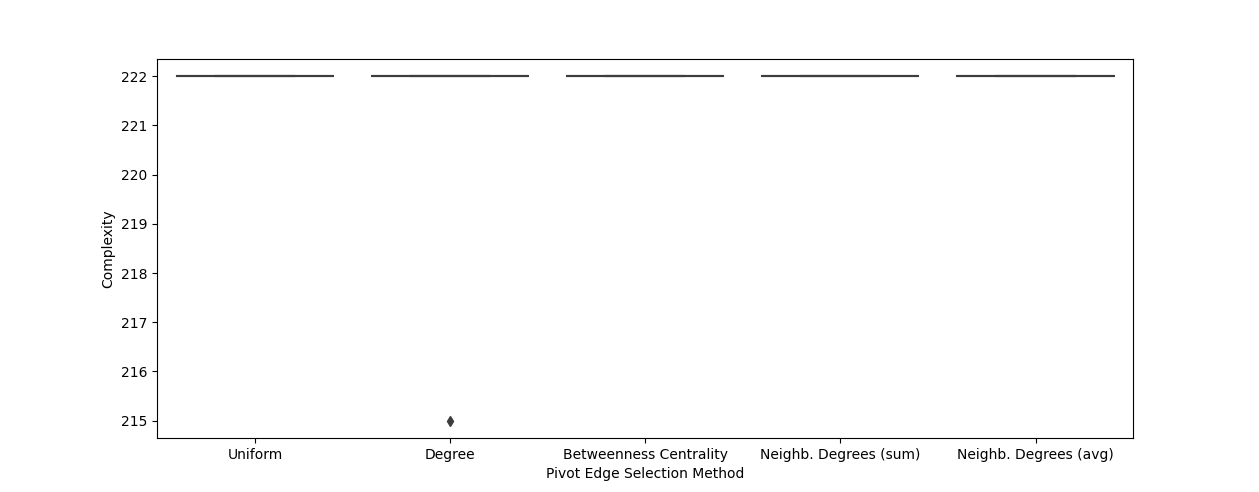 222
221
220
219
218
217
216
215
Complexity
Uniform
Degree
Betweenness Centrality
Neighb. Degrees (sum)
Neighb. Degrees (avg)
Pivot Edge Selection Method